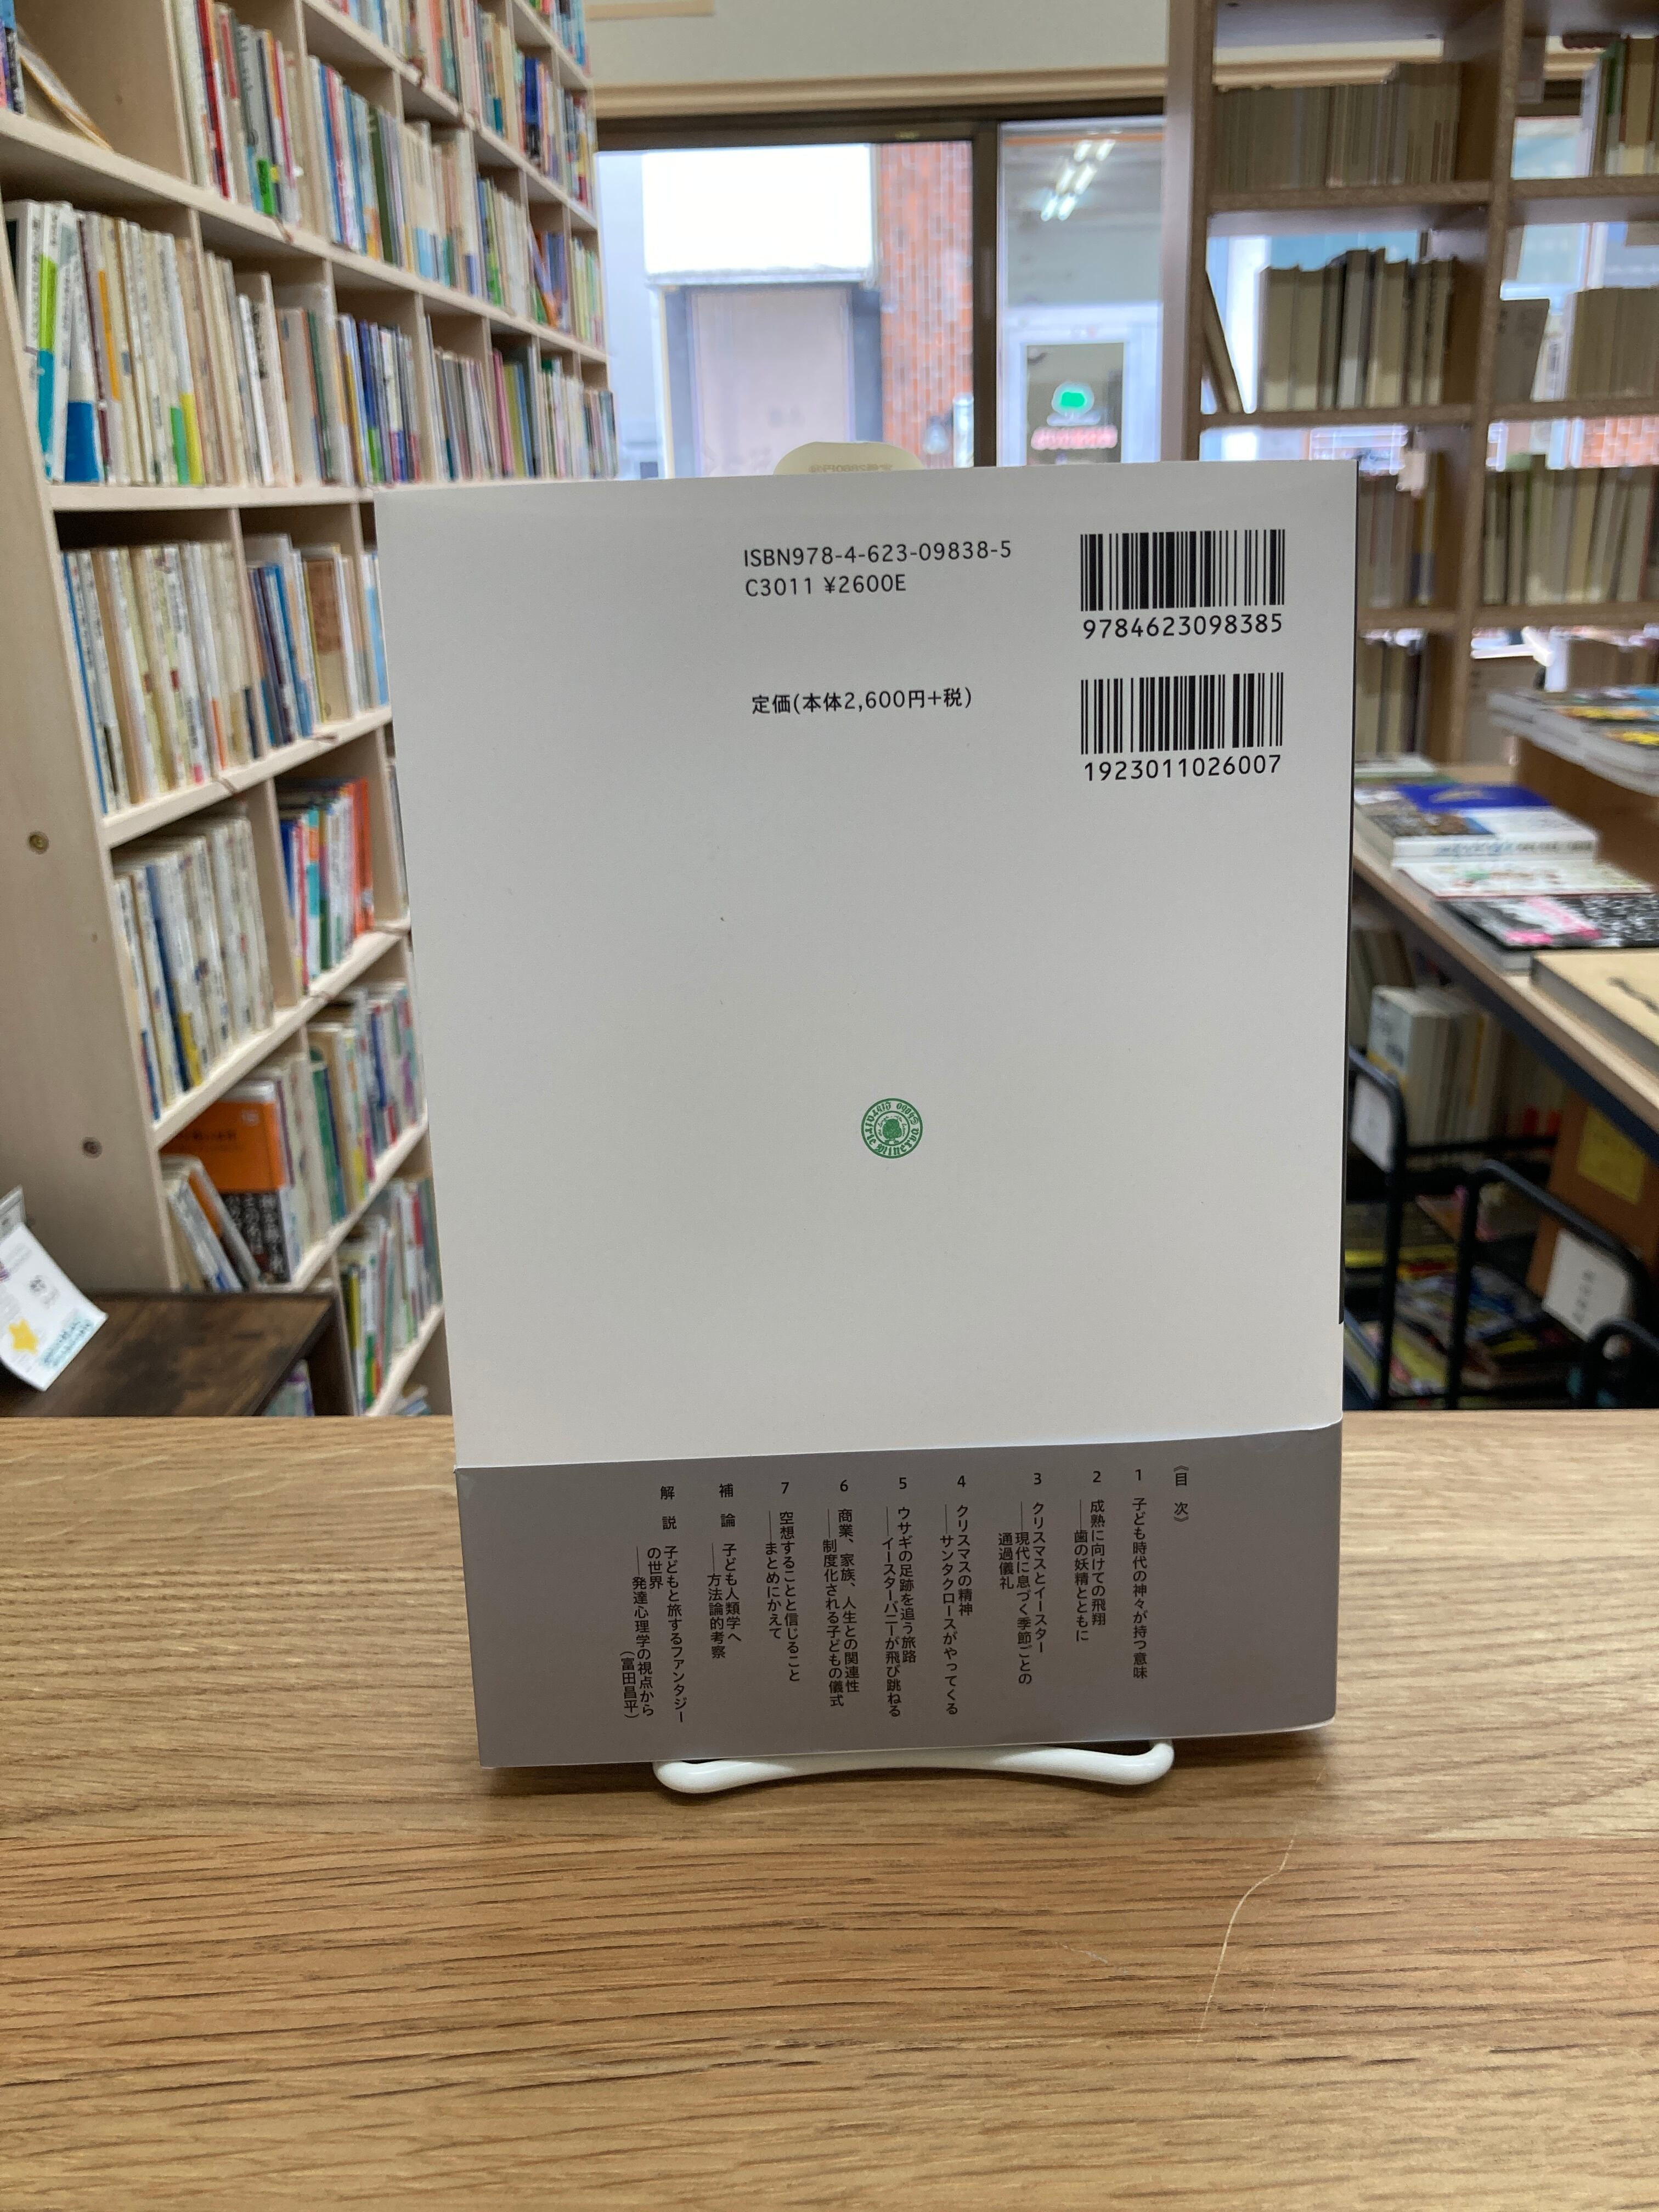 ISBN978-4-623-09838-5
C3011 ¥2600E
9784623098385
定価(本体2,600円+税)
1923011026007
《目 次》
1 子ども時代の神々が持つ意味
2 成熟に向けての飛翔
——歯の妖精とともに
3 クリスマスとイースター
——現代に息づく季節ごとの
通過儀礼
4 クリスマスの精神
——サンタクロースがやってくる
5 ウサギの足跡を追う旅路
——イースターバニーが飛び跳ねる
6 商業、家族、人生との関連性
——制度化される子どもの儀式
7 空想することと信じること
——まとめにかえて
補 論 子ども人類学へ
——方法論的考察
解 説 子どもと旅するファンタジー
の世界
——発達心理学の視点から
(富田昌平)